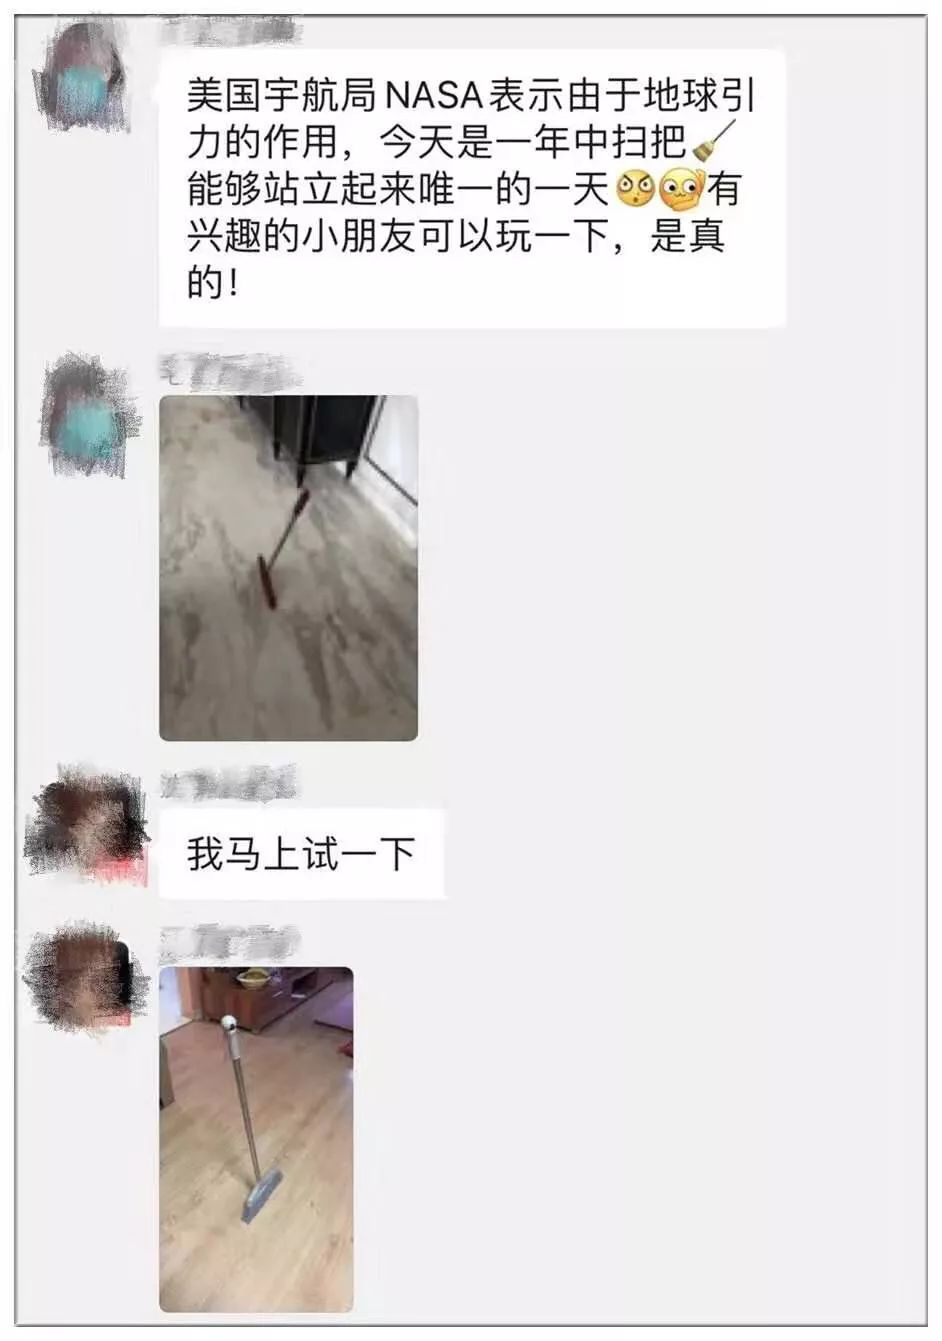 美国宇航局NASA表示由于地球引
力的作用，今天是一年中扫把🧹
能够站立起来唯一的一天😳🤔有
兴趣的小朋友可以玩一下，是真
的！
我马上试一下